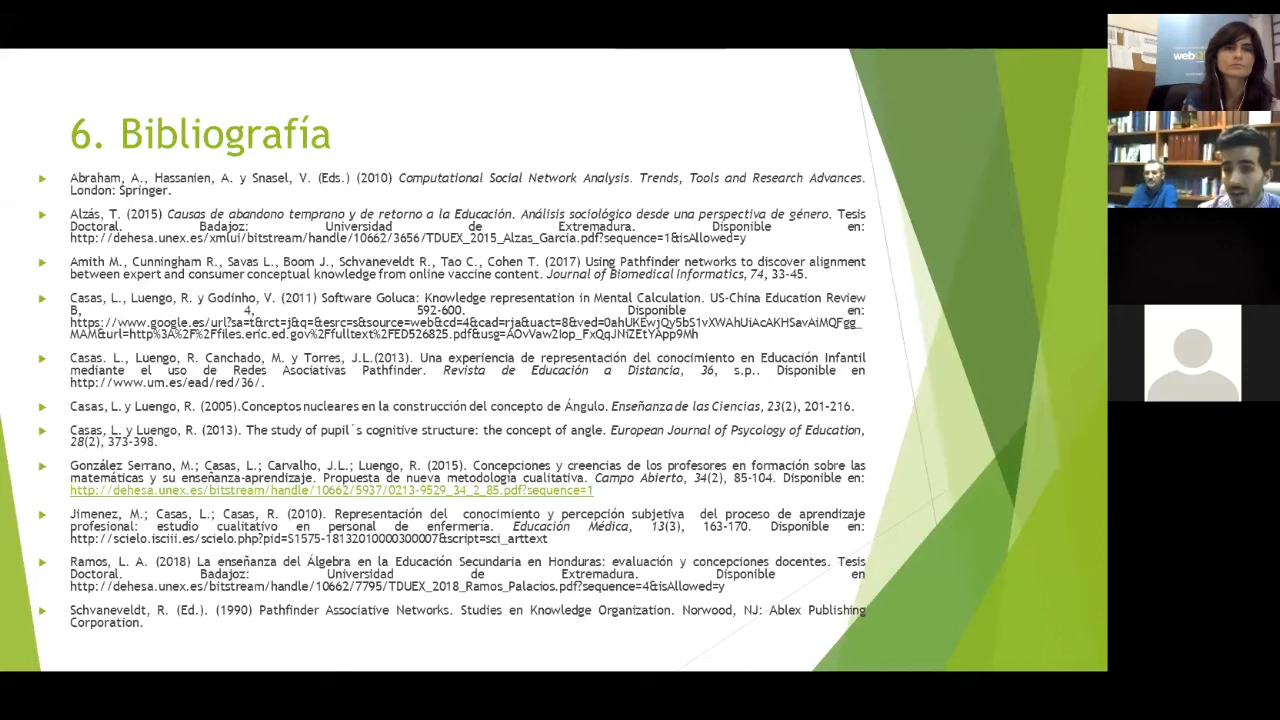 6. Bibliografía
Abraham, A., Hassanien, A. y Snasel, V. (Eds.) (2010) Computational Social Network Analysis. Trends, Tools and Research Advances.
London: Springer.
Alzás, T. (2015) Causas de abandono temprano y de retorno a la Educación. Análisis sociológico desde una perspectiva de género. Tesis
Doctoral. Badajoz: Universidad de Extremadura. Disponible en:
http://dehesa.unex.es/xmlui/bitstream/handle/10662/3656/TDUEX_2015_Alzas_Garcia.pdf?sequence=1&isAllowed=y
Amith M., Cunningham R., Savas L., Boom J., Schvaneveldt R., Tao C., Cohen T. (2017) Using Pathfinder networks to discover alignment
between expert and consumer conceptual knowledge from online vaccine content. Journal of Biomedical Informatics, 74, 33-45.
Casas, L., Luengo, R. y Godinho, V. (2011) Software Goluca: Knowledge representation in Mental Calculation. US-China Education Review
B, 4, 592-600. Disponible en:
https://www.google.es/url?sa=t&rct=j&q=&esrc=s&source=web&cd=4&cad=rja&uact=8&ved=0ahUKEwjQy5bS1vXWAhUiAcAKHSavAiMQFgg_
MAM&url=http%3A%2F%2Ffiles.eric.ed.gov%2Ffulltext%2FED526825.pdf&usg=AOvVaw2Iop_FxQqJNiZEtYApp9Mh
Casas. L., Luengo, R. Canchado, M. y Torres, J.L.(2013). Una experiencia de representación del conocimiento en Educación Infantil
mediante el uso de Redes Asociativas Pathfinder. Revista de Educación a Distancia, 36, s.p.. Disponible en
http://www.um.es/ead/red/36/.
Casas, L. y Luengo, R. (2005).Conceptos nucleares en la construcción del concepto de Ángulo. Enseñanza de las Ciencias, 23(2), 201-216.
Casas, L. y Luengo, R. (2013). The study of pupil´s cognitive structure: the concept of angle. European Journal of Psycology of Education,
28(2), 373-398.
González Serrano, M.; Casas, L.; Carvalho, J.L.; Luengo, R. (2015). Concepciones y creencias de los profesores en formación sobre las
matemáticas y su enseñanza-aprendizaje. Propuesta de nueva metodología cualitativa. Campo Abierto, 34(2), 85-104. Disponible en:
http://dehesa.unex.es/bitstream/handle/10662/5937/0213-9529_34_2_85.pdf?sequence=1
Jimenez, M.; Casas, L.; Casas, R. (2010). Representación del conocimiento y percepción subjetiva del proceso de aprendizaje
profesional: estudio cualitativo en personal de enfermería. Educación Médica, 13(3), 163-170. Disponible en:
http://scielo.isciii.es/scielo.php?pid=S1575-18132010000300007&script=sci_arttext
Ramos, L. A. (2018) La enseñanza del Álgebra en la Educación Secundaria en Honduras: evaluación y concepciones docentes. Tesis
Doctoral. Badajoz: Universidad de Extremadura. Disponible en
http://dehesa.unex.es/bitstream/handle/10662/7795/TDUEX_2018_Ramos_Palacios.pdf?sequence=4&isAllowed=y
Schvaneveldt, R. (Ed.). (1990) Pathfinder Associative Networks. Studies en Knowledge Organization. Norwood, NJ: Ablex Publishing
Corporation.
web